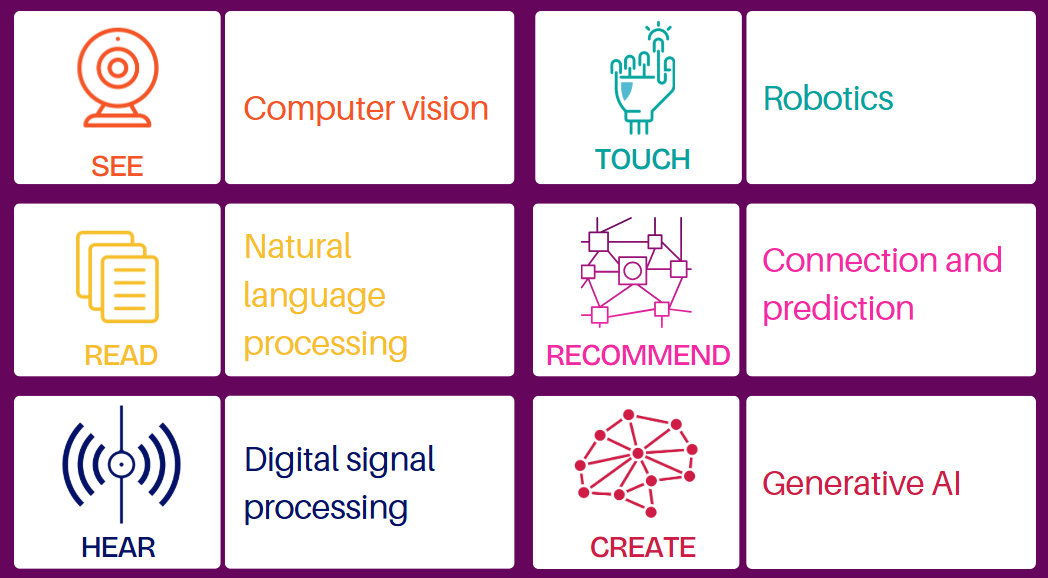 SEE
Computer vision
TOUCH
Robotics
READ
Natural
language
processing
RECOMMEND
Connection and
prediction
HEAR
Digital signal
processing
CREATE
Generative AI